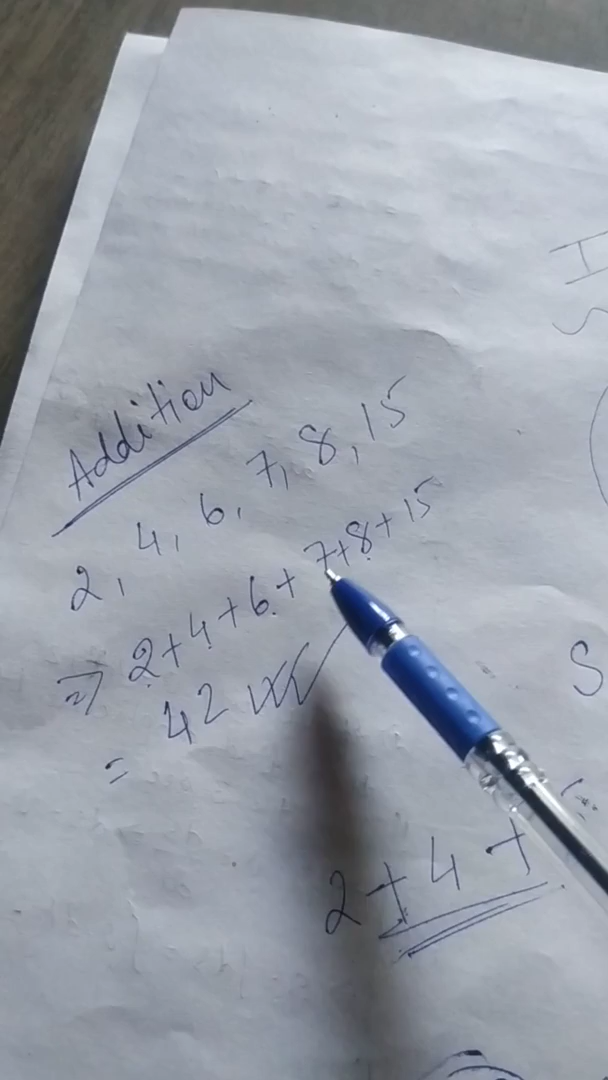 Addition
2, 4, 6, 7, 8, 15
⇒ 2+4+6+7+8+15
= 42
2+4+
S